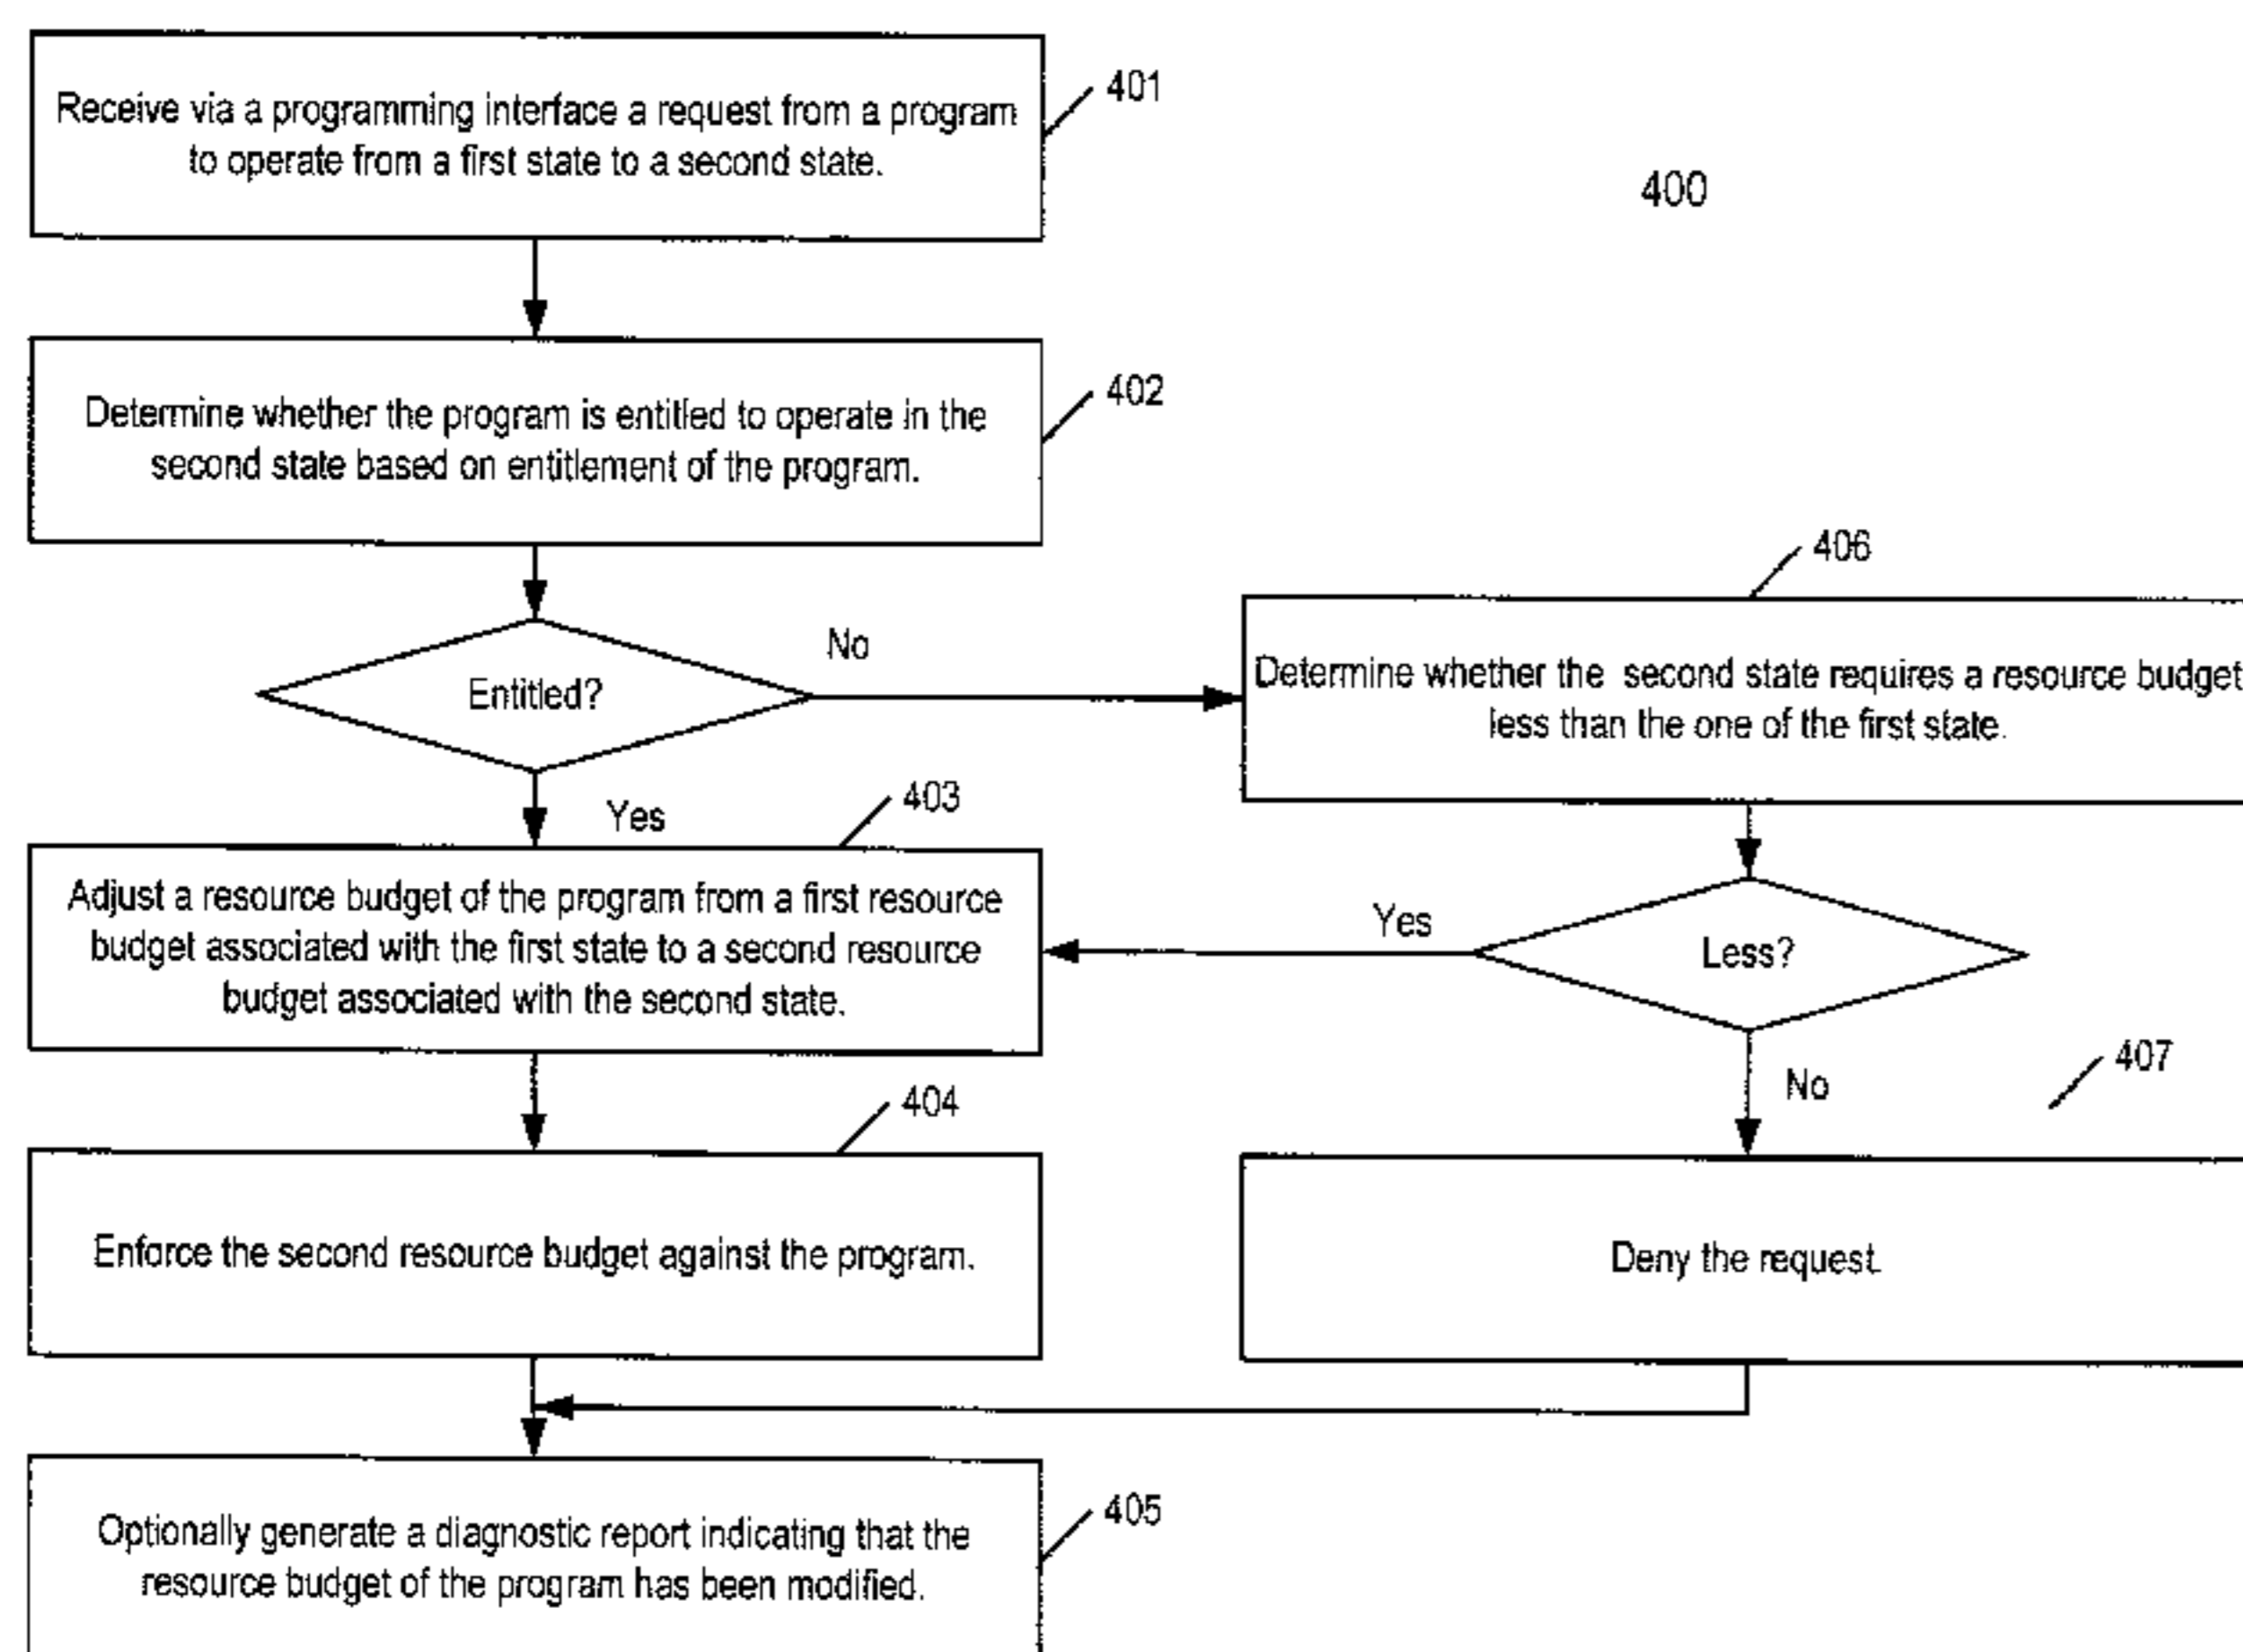 Receive via a programming interface a request from a program
to operate from a first state to a second state.
401
400
Determine whether the program is entitled to operate in the
second state based on entitlement of the program.
402
Entitled?
No
406
Determine whether the second state requires a resource budget
less than the one of the first state.
Yes
403
Adjust a resource budget of the program from a first resource
budget associated with the first state to a second resource
budget associated with the second state.
Yes
Less?
No
407
404
Enforce the second resource budget against the program.
Deny the request.
Optionally generate a diagnostic report indicating that the
resource budget of the program has been modified.
405